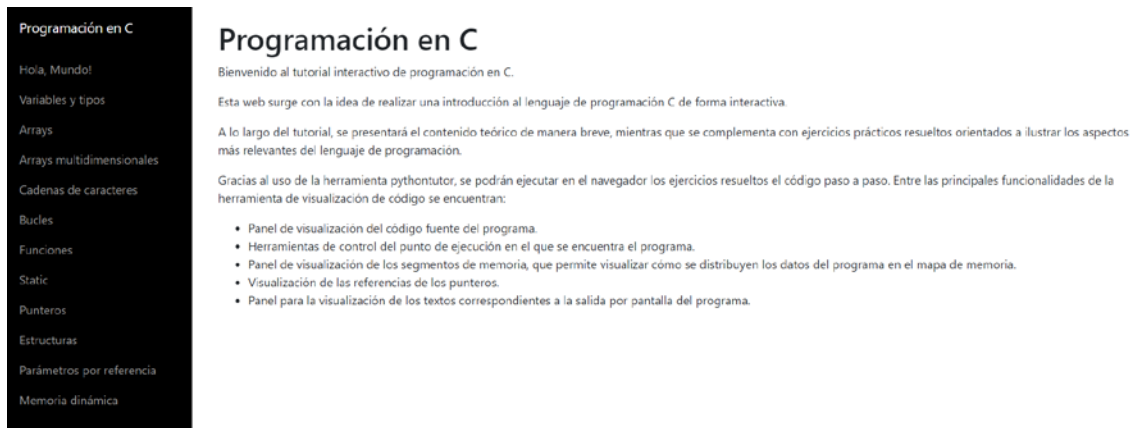 Programación en C
Hola, Mundo!
Variables y tipos
Arrays
Arrays multidimensionales
Cadenas de caracteres
Bucles
Funciones
Static
Punteros
Estructuras
Parámetros por referencia
Memoria dinámica
Programación en C
Bienvenido al tutorial interactivo de programación en C.
Esta web surge con la idea de realizar una introducción al lenguaje de programación C de forma interactiva.
A lo largo del tutorial, se presentará el contenido teórico de manera breve, mientras que se complementa con ejercicios prácticos resueltos orientados a ilustrar los aspectos
más relevantes del lenguaje de programación.
Gracias al uso de la herramienta pythontutor, se podrán ejecutar en el navegador los ejercicios resueltos el código paso a paso. Entre las principales funcionalidades de la
herramienta de visualización de código se encuentran:
• Panel de visualización del código fuente del programa.
• Herramientas de control del punto de ejecución en el que se encuentra el programa.
• Panel de visualización de los segmentos de memoria, que permite visualizar cómo se distribuyen los datos del programa en el mapa de memoria.
• Visualización de las referencias de los punteros.
• Panel para la visualización de los textos correspondientes a la salida por pantalla del programa.